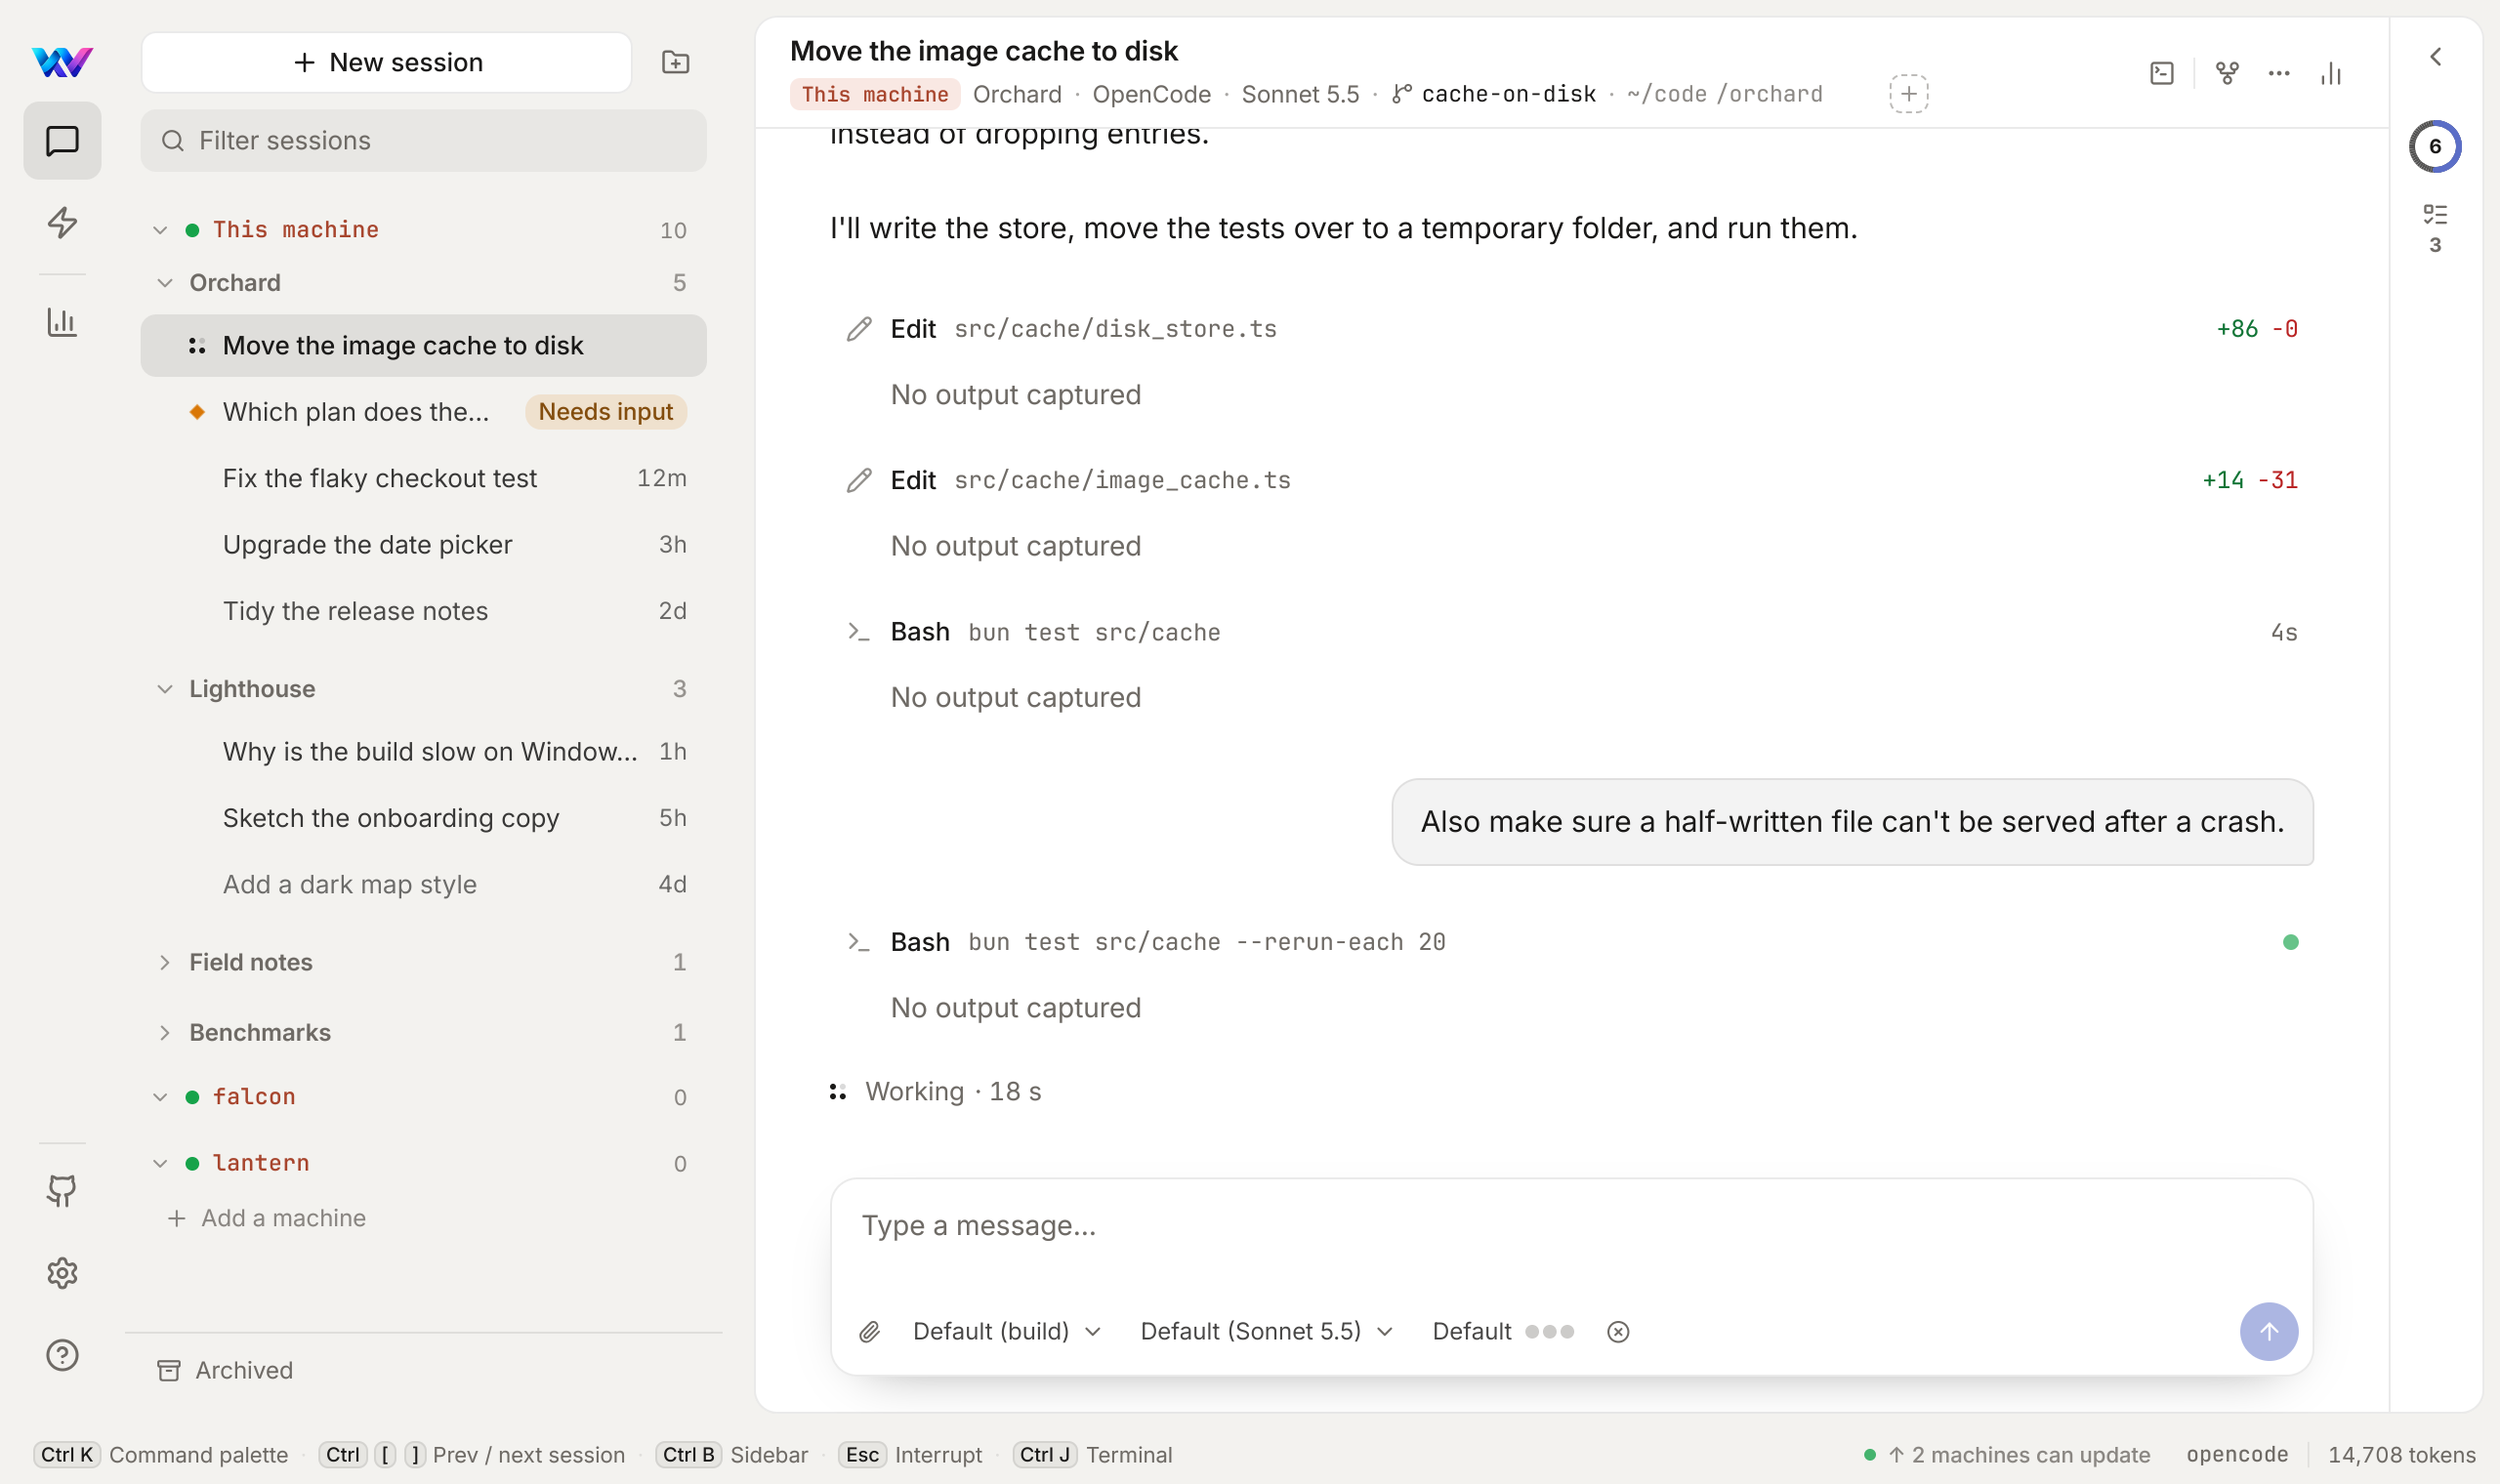 New session
Filter sessions
This machine 10
Orchard 5
Move the image cache to disk
Which plan does the... Needs input
Fix the flaky checkout test 12m
Upgrade the date picker 3h
Tidy the release notes 2d
Lighthouse 3
Why is the build slow on Window... 1h
Sketch the onboarding copy 5h
Add a dark map style 4d
Field notes 1
Benchmarks 1
falcon 0
lantern 0
Add a machine
Archived
Move the image cache to disk
This machine Orchard · OpenCode · Sonnet 5.5 · cache-on-disk · ~/code /orchard
instead of dropping entries.
I'll write the store, move the tests over to a temporary folder, and run them.
Edit src/cache/disk_store.ts +86 -0
No output captured
Edit src/cache/image_cache.ts +14 -31
No output captured
Bash bun test src/cache 4s
No output captured
Also make sure a half-written file can't be served after a crash.
Bash bun test src/cache --rerun-each 20
No output captured
Working · 18 s
Type a message...
Default (build) Default (Sonnet 5.5) Default
6
3
Ctrl K Command palette · Ctrl [ ] Prev / next session · Ctrl B Sidebar · Esc Interrupt · Ctrl J Terminal
↑ 2 machines can update opencode 14,708 tokens